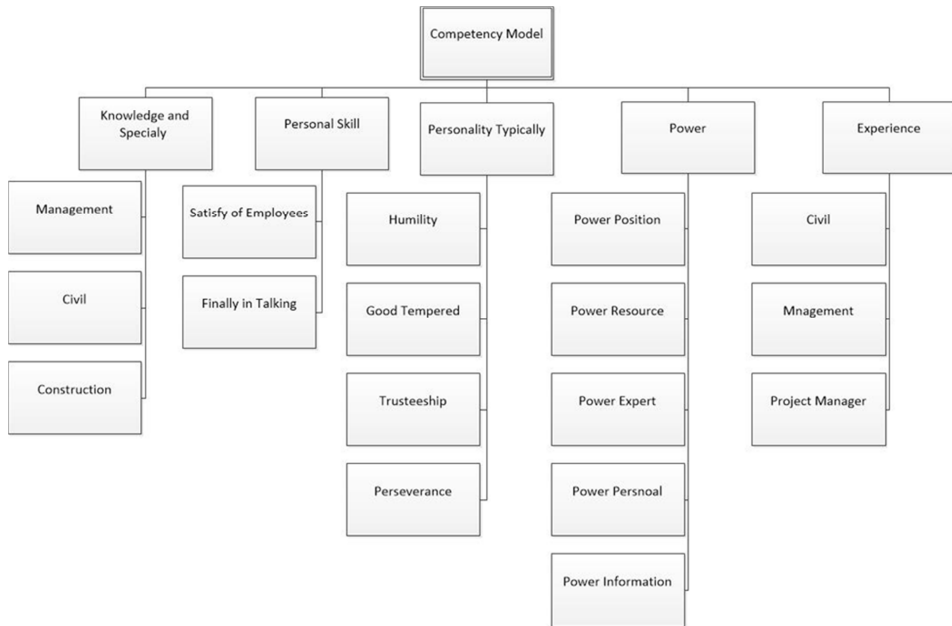 Competency Model
Knowledge and
Specialy
Personal Skill
Personality Typically
Power
Experience
Management
Civil
Construction
Satisfy of Employees
Finally in Talking
Humility
Good Tempered
Trusteeship
Perseverance
Power Position
Power Resource
Power Expert
Power Persnoal
Power Information
Civil
Mnagement
Project Manager